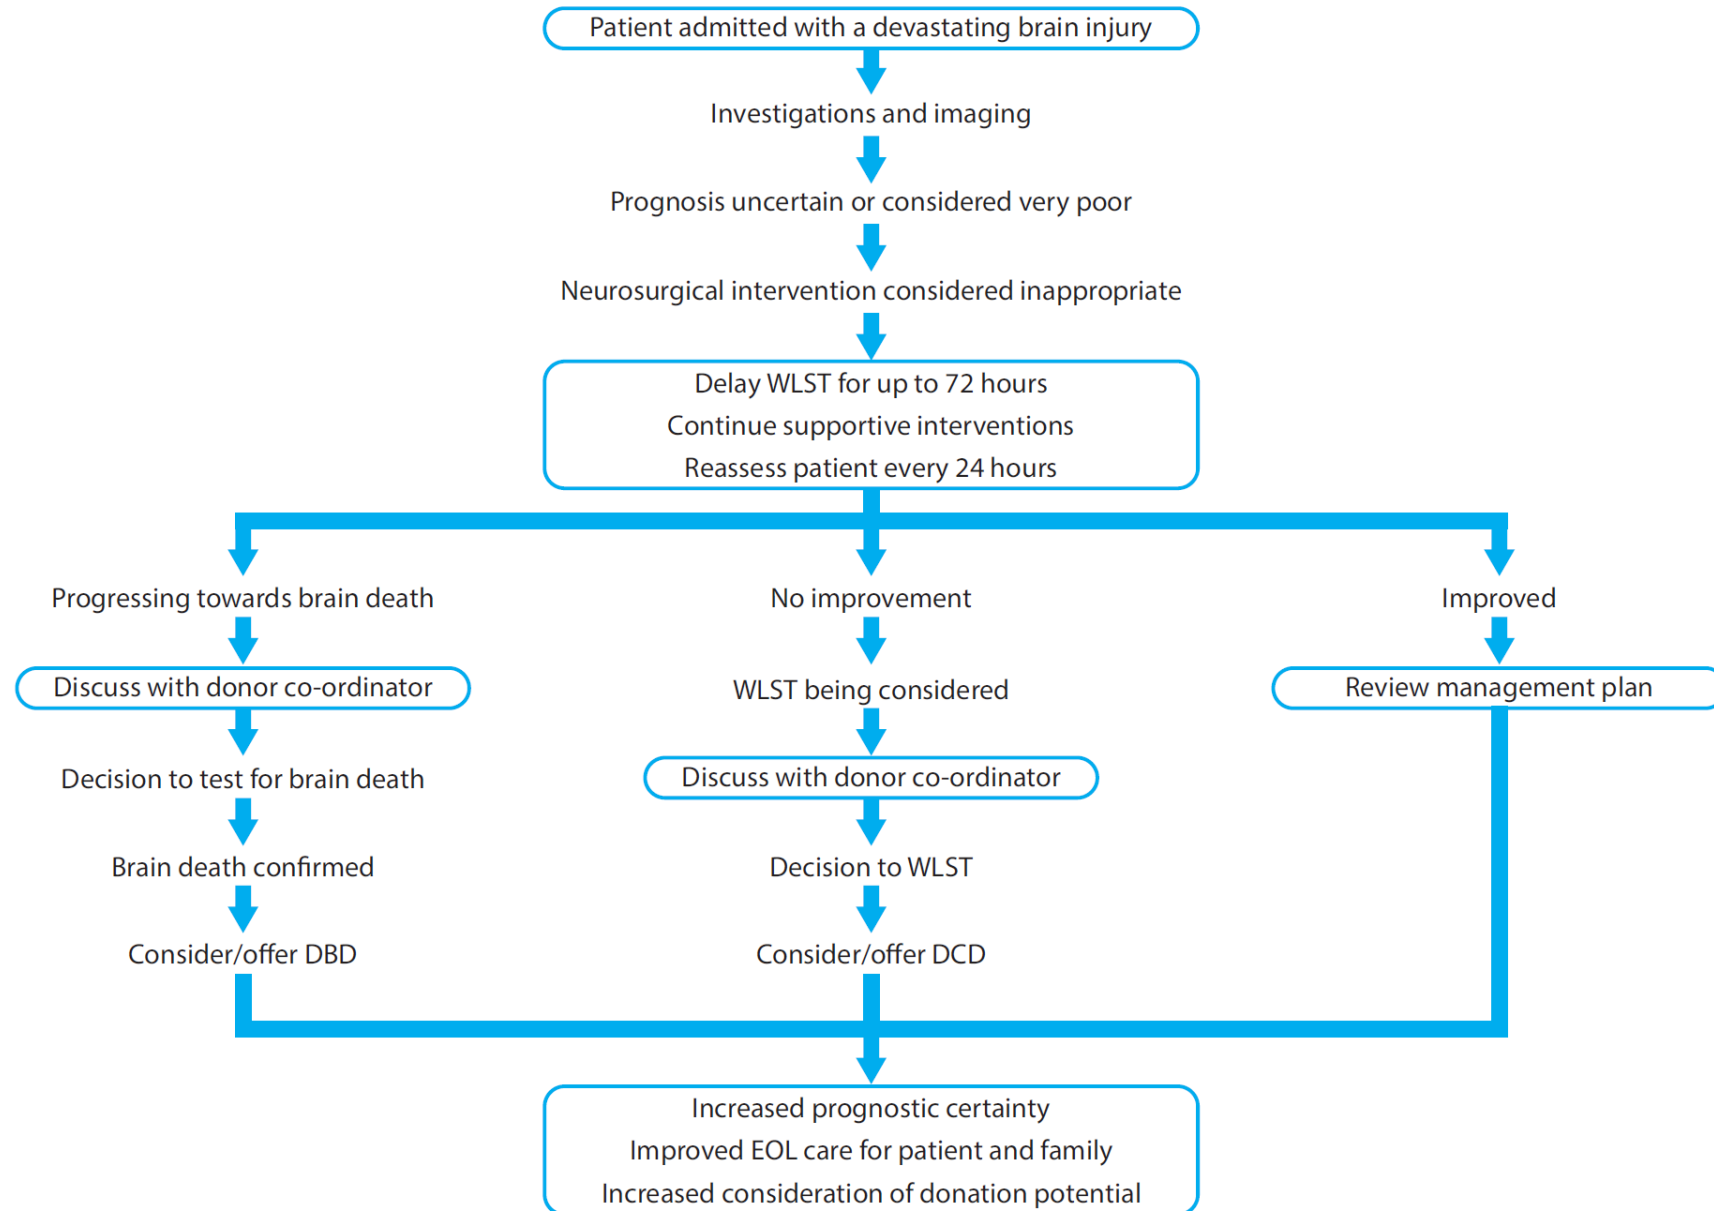 Patient admitted with a devastating brain injury
Investigations and imaging
Prognosis uncertain or considered very poor
Neurosurgical intervention considered inappropriate
Delay WLST for up to 72 hours
Continue supportive interventions
Reassess patient every 24 hours
Progressing towards brain death
Discuss with donor co-ordinator
Decision to test for brain death
Brain death confirmed
Consider/offer DBD
No improvement
WLST being considered
Discuss with donor co-ordinator
Decision to WLST
Consider/offer DCD
Improved
Review management plan
Increased prognostic certainty
Improved EOL care for patient and family
Increased consideration of donation potential